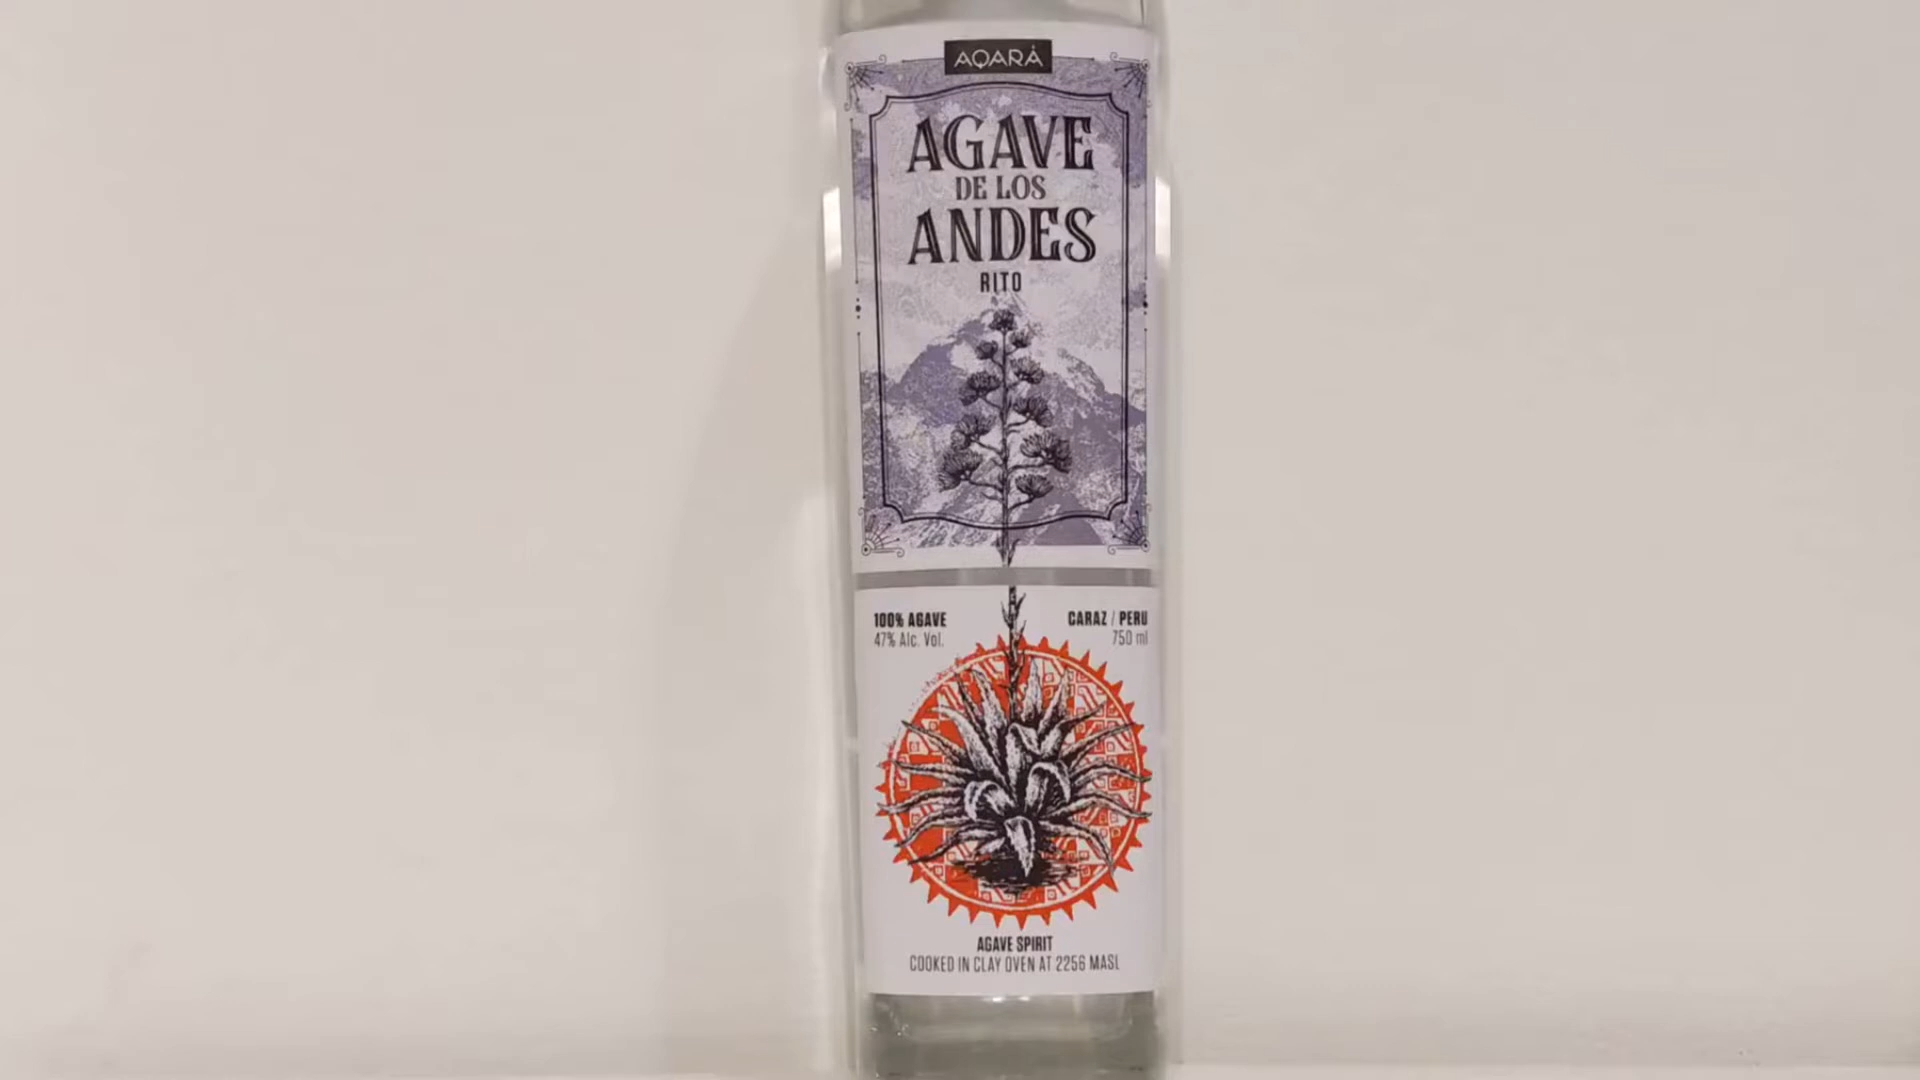 AQARÁ
AGAVE
DE LOS
ANDES
RITO
100% AGAVE
47% Alc. Vol.
CARAZ / PERU
750 ml
AGAVE SPIRIT
COOKED IN CLAY OVEN AT 2256 MASL